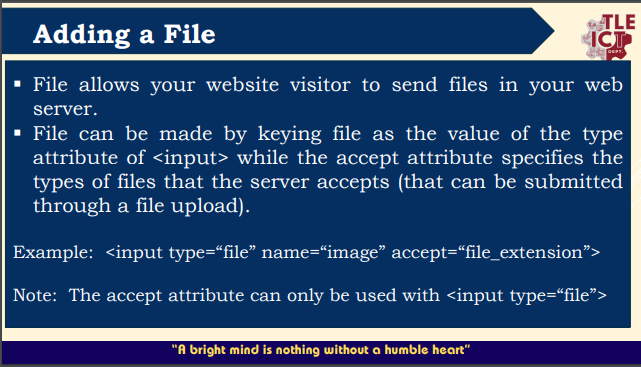 Adding a File
TLE
ICT
DEPT.
▪ File allows your website visitor to send files in your web
server.
▪ File can be made by keying file as the value of the type
attribute of <input> while the accept attribute specifies the
types of files that the server accepts (that can be submitted
through a file upload).
Example:  <input type=“file” name=“image” accept=“file_extension”>
Note:  The accept attribute can only be used with <input type=“file”>
“A bright mind is nothing without a humble heart”